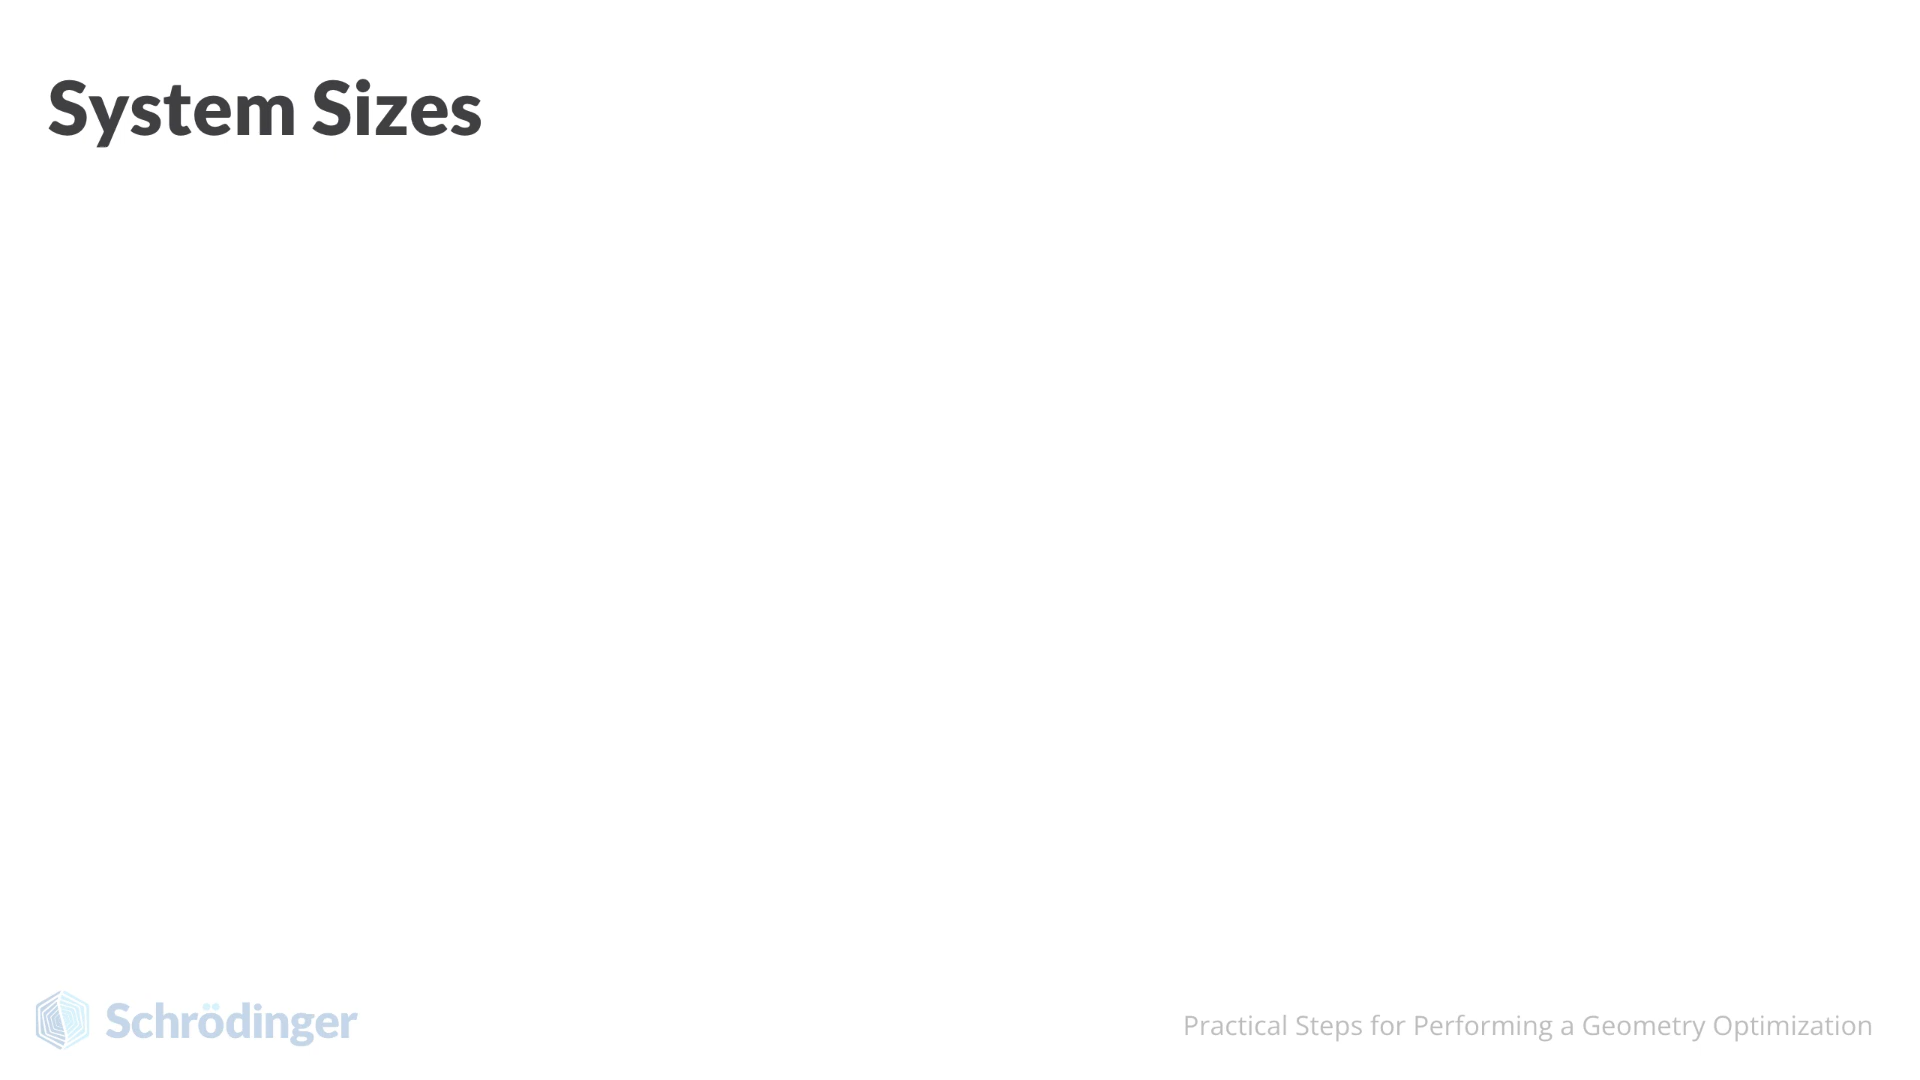 System Sizes
Schrödinger
Practical Steps for Performing a Geometry Optimization